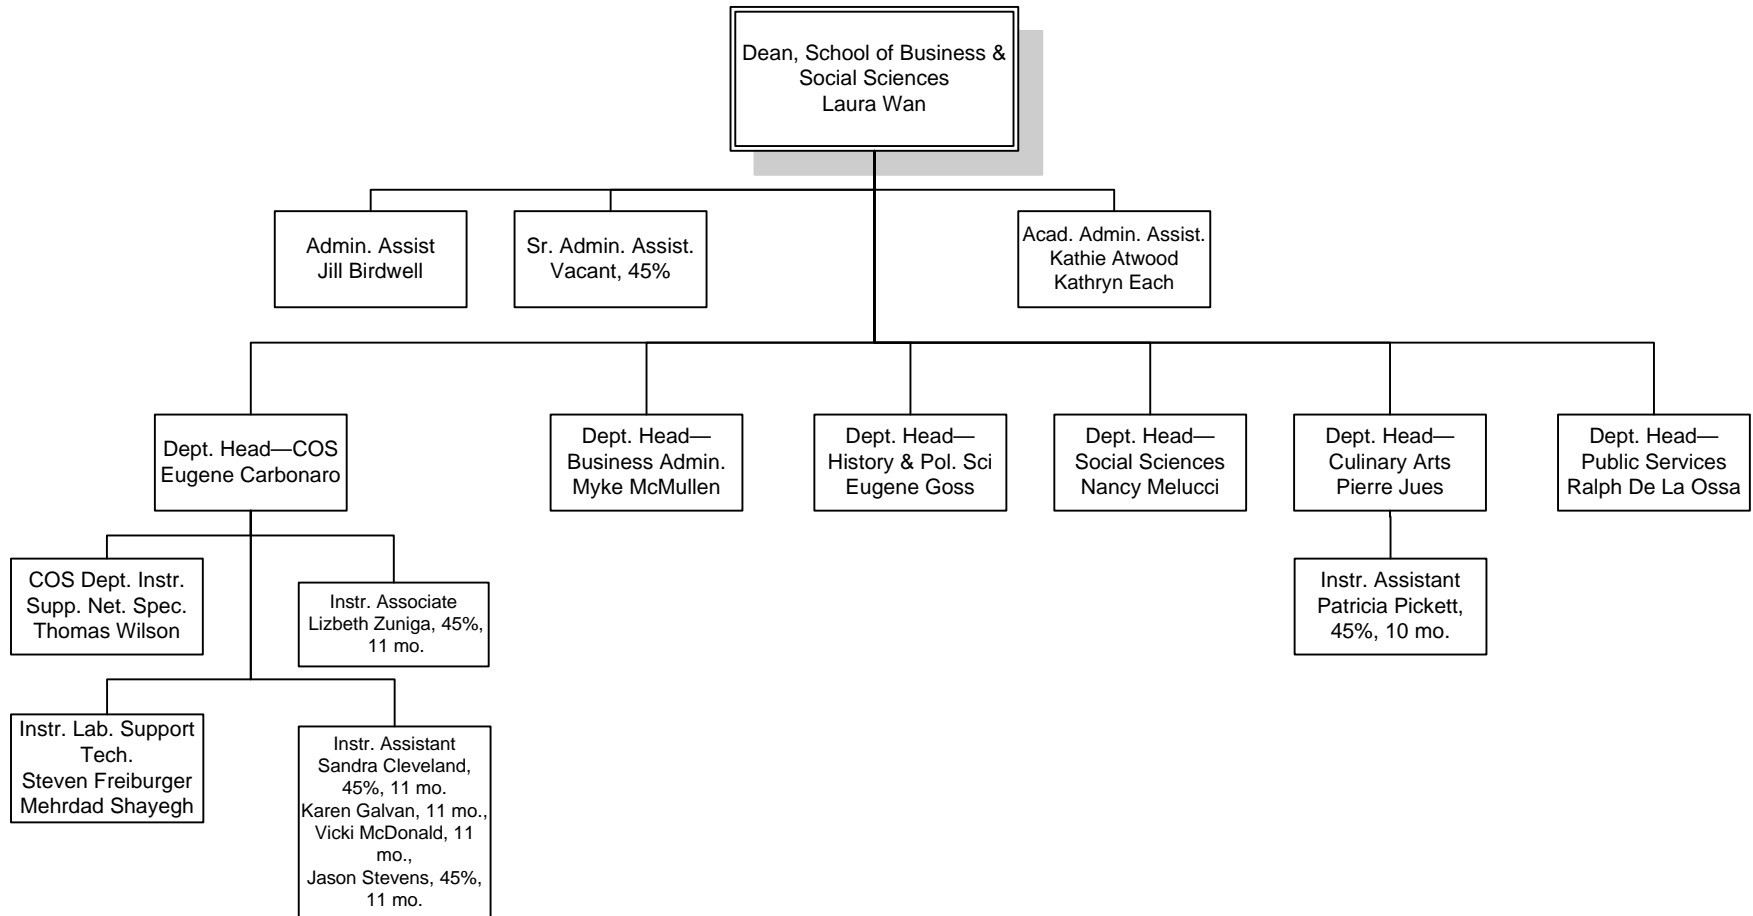 Dean, School of Business &
Social Sciences
Laura Wan
Admin. Assist
Jill Birdwell
Sr. Admin. Assist.
Vacant, 45%
Acad. Admin. Assist.
Kathie Atwood
Kathryn Each
Dept. Head—COS
Eugene Carbonaro
Dept. Head—
Business Admin.
Myke McMullen
Dept. Head—
History & Pol. Sci
Eugene Goss
Dept. Head—
Social Sciences
Nancy Melucci
Dept. Head—
Culinary Arts
Pierre Jues
Dept. Head—
Public Services
Ralph De La Ossa
COS Dept. Instr.
Supp. Net. Spec.
Thomas Wilson
Instr. Associate
Lizbeth Zuniga, 45%,
11 mo.
Instr. Assistant
Patricia Pickett,
45%, 10 mo.
Instr. Lab. Support
Tech.
Steven Freiburger
Mehrdad Shayegh
Instr. Assistant
Sandra Cleveland,
45%, 11 mo.
Karen Galvan, 11 mo.,
Vicki McDonald, 11
mo.,
Jason Stevens, 45%,
11 mo.